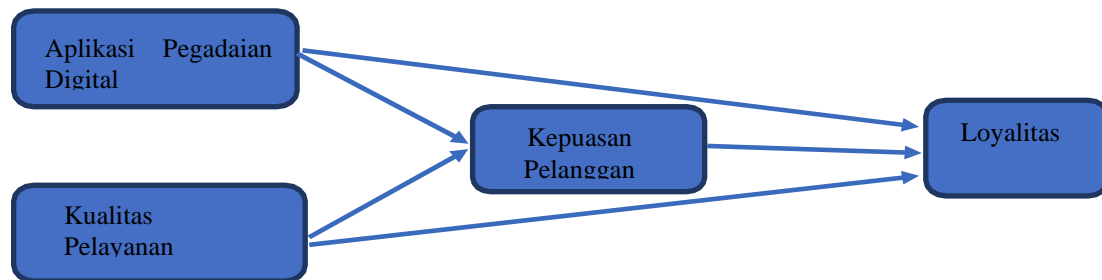 Aplikasi Pegadaian
Digital
Kepuasan
Pelanggan
Loyalitas
Kualitas
Pelayanan